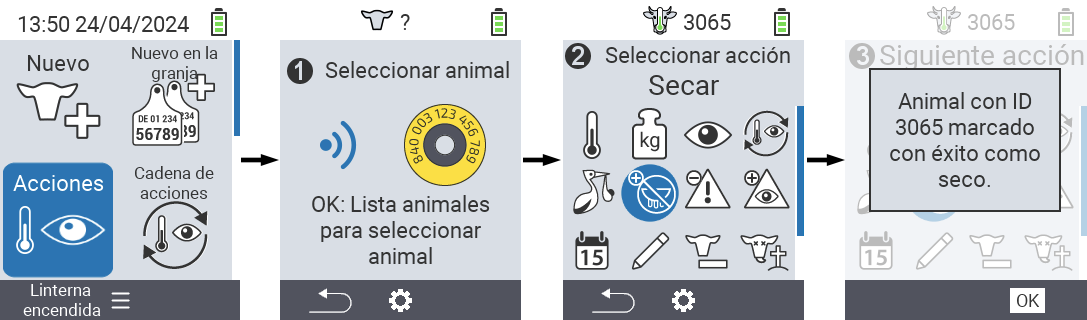 13:50 24/04/2024
Nuevo
Nuevo en la
granja
DE 01 234
56789
234
39
Acciones
Cadena de
acciones
Linterna
encendida
?
1 Seleccionar animal
840 003 123 456 789
OK: Lista animales
para seleccionar
animal
3065
2 Seleccionar acción
Secar
kg
15
3065
3 Siguiente acción
Animal con ID
3065 marcado
con éxito como
seco.
15
OK